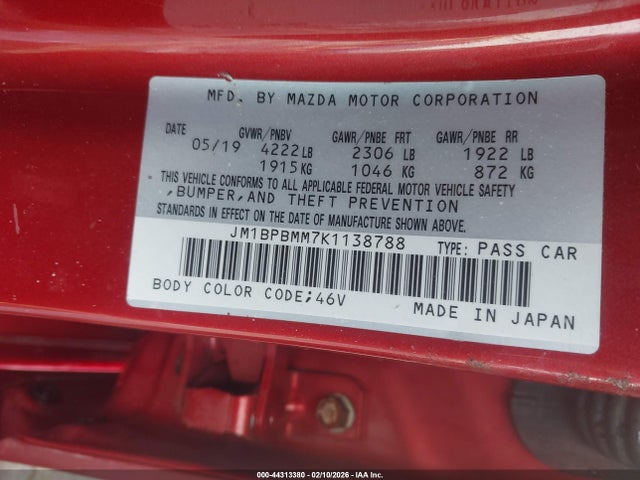 MFD. BY MAZDA MOTOR CORPORATION
DATE GVWR/PNBV GAWR/PNBE FRT GAWR/PNBE RR
05/19 4222 LB 2306 LB 1922 LB
1915 KG 1046 KG 872 KG
THIS VEHICLE CONFORMS TO ALL APPLICABLE FEDERAL MOTOR VEHICLE SAFETY
,BUMPER,AND THEFT PREVENTION
STANDARDS IN EFFECT ON THE DATE OF MANUFACTURE SHOWN ABOVE.
JM1BPBMM7K1138788 TYPE: PASS CAR
BODY COLOR CODE;46V
MADE IN JAPAN
000-44313380 - 02/10/2026 - IAA Inc.